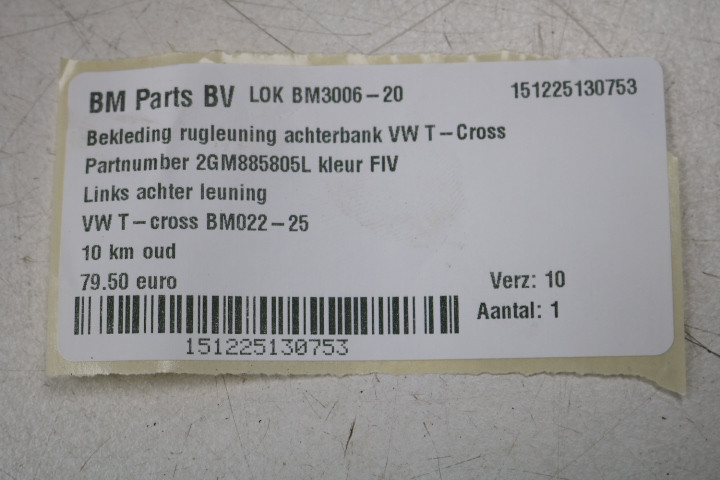 BM Parts BV LOK BM3006-20 151225130753
Bekleding rugleuning achterbank VW T-Cross
Partnumber 2GM885805L kleur FIV
Links achter leuning
VW T-cross BM022-25
10 km oud
79.50 euro Verz: 10
Aantal: 1
151225130753